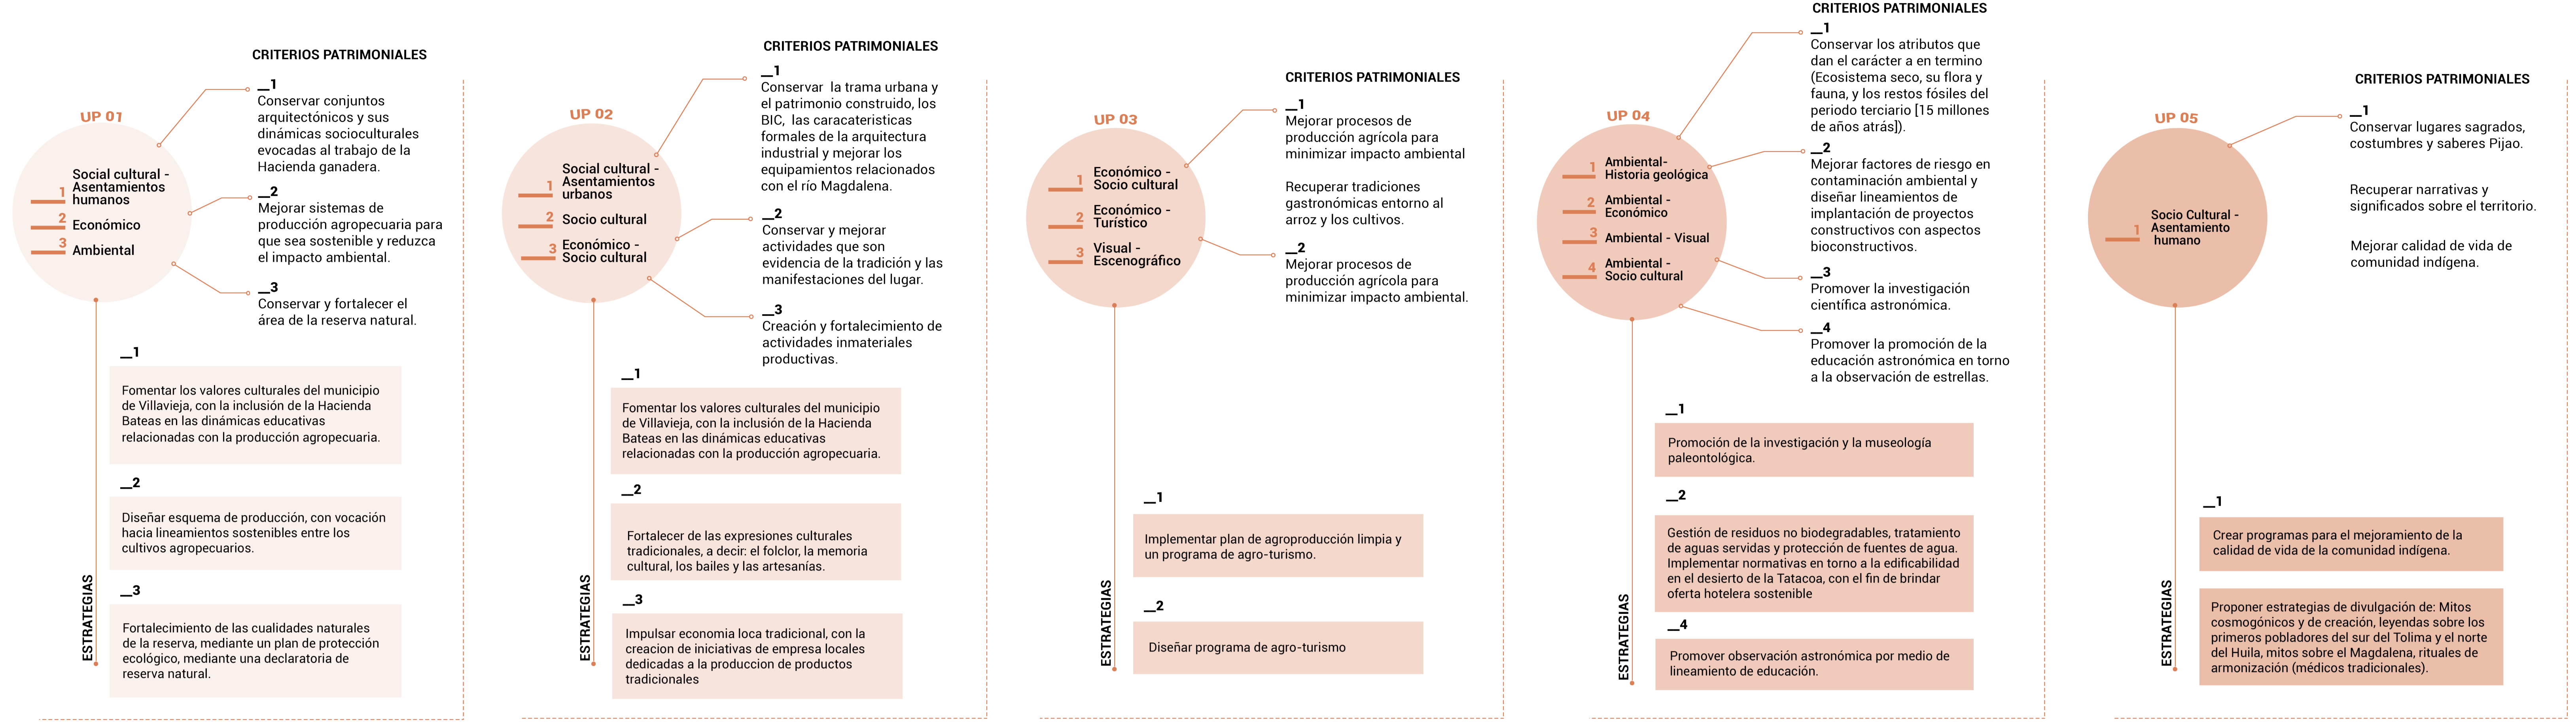 CRITERIOS PATRIMONIALES
UP 01
1
Social cultural -
Asentamientos
humanos
2
Económico
3
Ambiental
__1
Conservar conjuntos
arquitectónicos y sus
dinámicas socioculturales
evocadas al trabajo de la
Hacienda ganadera.
__2
Mejorar sistemas de
producción agropecuaria para
que sea sostenible y reduzca
el impacto ambiental.
__3
Conservar y fortalecer el
área de la reserva natural.
ESTRATEGIAS
__1
Fomentar los valores culturales del municipio
de Villavieja, con la inclusión de la Hacienda
Bateas en las dinámicas educativas
relacionadas con la producción agropecuaria.
__2
Diseñar esquema de producción, con vocación
hacia lineamientos sostenibles entre los
cultivos agropecuarios.
__3
Fortalecimiento de las cualidades naturales
de la reserva, mediante un plan de protección
ecológico, mediante una declaratoria de
reserva natural.
CRITERIOS PATRIMONIALES
UP 02
1
Social cultural -
Asentamientos
urbanos
2
Socio cultural
3
Económico -
Socio cultural
__1
Conservar la trama urbana y
el patrimonio construido, los
BIC, las caracateristicas
formales de la arquitectura
industrial y mejorar los
equipamientos relacionados
con el río Magdalena.
__2
Conservar y mejorar
actividades que son
evidencia de la tradición y las
manifestaciones del lugar.
__3
Creación y fortalecimiento de
actividades inmateriales
productivas.
ESTRATEGIAS
__1
Fomentar los valores culturales del municipio
de Villavieja, con la inclusión de la Hacienda
Bateas en las dinámicas educativas
relacionadas con la producción agropecuaria.
__2
Fortalecer de las expresiones culturales
tradicionales, a decir: el folclor, la memoria
cultural, los bailes y las artesanías.
__3
Impulsar economia loca tradicional, con la
creacion de iniciativas de empresa locales
dedicadas a la produccion de productos
tradicionales
CRITERIOS PATRIMONIALES
UP 03
1
Económico -
Socio cultural
2
Económico -
Turístico
3
Visual -
Escenográfico
__1
Mejorar procesos de
producción agrícola para
minimizar impacto ambiental
Recuperar tradiciones
gastronómicas entorno al
arroz y los cultivos.
__2
Mejorar procesos de
producción agrícola para
minimizar impacto ambiental.
ESTRATEGIAS
__1
Implementar plan de agroproducción limpia y
un programa de agro-turismo.
__2
Diseñar programa de agro-turismo
CRITERIOS PATRIMONIALES
UP 04
1
Ambiental-
Historia geológica
2
Ambiental -
Económico
3
Ambiental - Visual
4
Ambiental -
Socio cultural
__1
Conservar los atributos que
dan el carácter a en termino
(Ecosistema seco, su flora y
fauna, y los restos fósiles del
periodo terciario [15 millones
de años atrás]).
__2
Mejorar factores de riesgo en
contaminación ambiental y
diseñar lineamientos de
implantación de proyectos
constructivos con aspectos
bioconstructivos.
__3
Promover la investigación
científica astronómica.
__4
Promover la promoción de la
educación astronómica en torno
a la observación de estrellas.
ESTRATEGIAS
__1
Promoción de la investigación y la museología
paleontológica.
__2
Gestión de residuos no biodegradables, tratamiento
de aguas servidas y protección de fuentes de agua.
Implementar normativas en torno a la edificabilidad
en el desierto de la Tatacoa, con el fin de brindar
oferta hotelera sostenible
__4
Promover observación astronómica por medio de
lineamiento de educación.
CRITERIOS PATRIMONIALES
UP 05
1
Socio Cultural -
Asentamiento
humano
__1
Conservar lugares sagrados,
costumbres y saberes Pijao.
Recuperar narrativas y
significados sobre el territorio.
Mejorar calidad de vida de
comunidad indígena.
ESTRATEGIAS
__1
Crear programas para el mejoramiento de la
calidad de vida de la comunidad indígena.
Proponer estrategias de divulgación de: Mitos
cosmogónicos y de creación, leyendas sobre los
primeros pobladores del sur del Tolima y el norte
del Huila, mitos sobre el Magdalena, rituales de
armonización (médicos tradicionales).